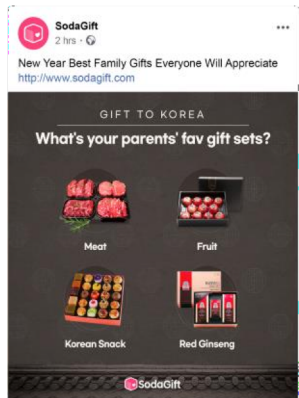 SodaGift
2 hrs ·
New Year Best Family Gifts Everyone Will Appreciate
http://www.sodagift.com
GIFT TO KOREA
What's your parents' fav gift sets?
Meat
Fruit
Korean Snack
Red Ginseng
SodaGift